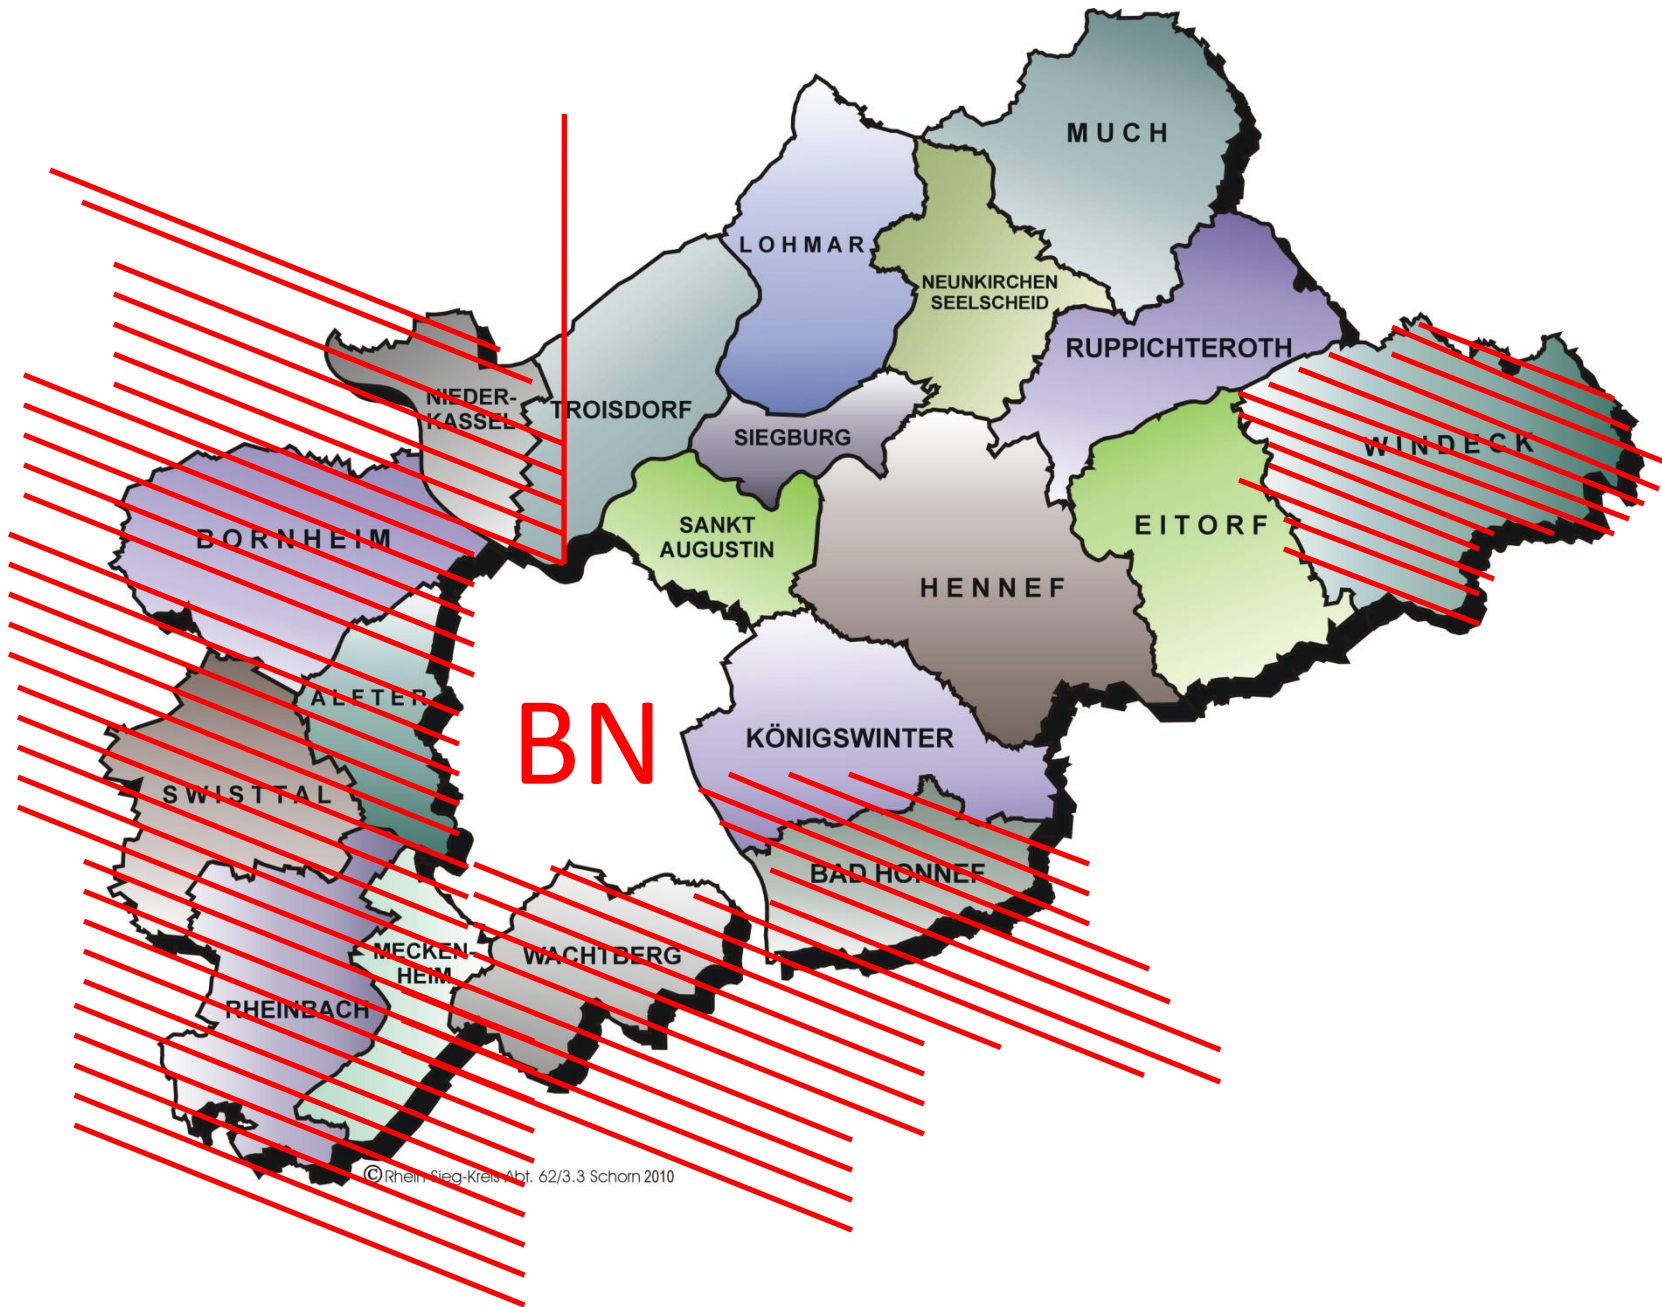 MUCH
LOHMAR
NEUNKIRCHEN
SEELSCHEID
RUPPICHTEROTH
NIEDER-
KASSEL
TROISDORF
SIEGBURG
WINDECK
SANKT
AUGUSTIN
EITORF
BORNHEIM
HENNEF
ALFTER
BN
KÖNIGSWINTER
SWISTTAL
BAD HONNEF
MECKEN-
HEIM
WACHTBERG
RHEINBACH
© Rhein-Sieg-Kreis Abt. 62/3.3 Schorn 2010